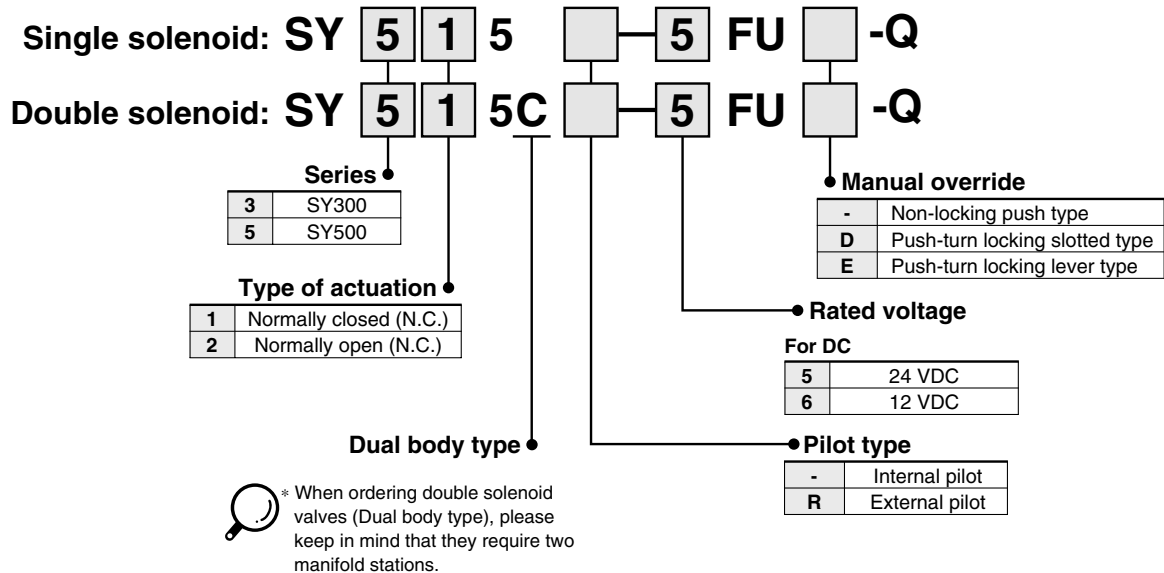 Single solenoid: SY 5 1 5 5 FU -Q
Double solenoid: SY 5 1 5C 5 FU -Q
Series
3 SY300
5 SY500
Type of actuation
1 Normally closed (N.C.)
2 Normally open (N.C.)
Dual body type
* When ordering double solenoid
valves (Dual body type), please
keep in mind that they require two
manifold stations.
Manual override
- Non-locking push type
D Push-turn locking slotted type
E Push-turn locking lever type
Rated voltage
For DC
5 24 VDC
6 12 VDC
Pilot type
- Internal pilot
R External pilot